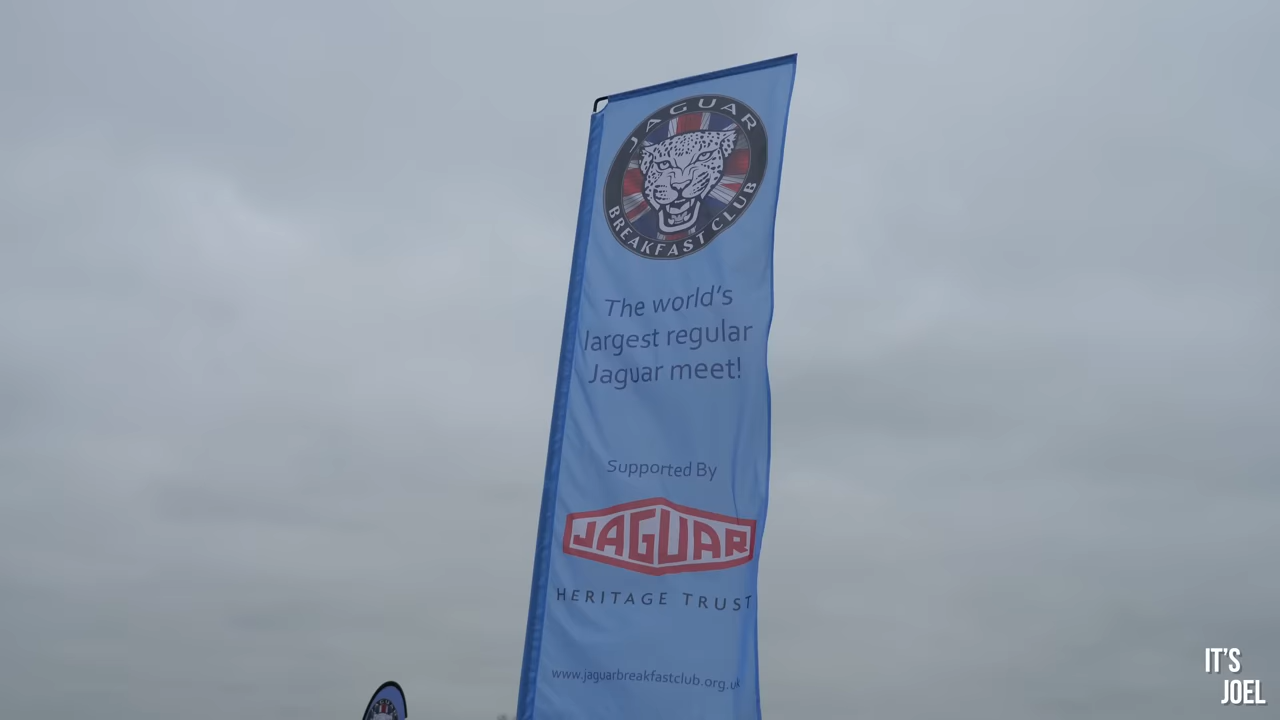 JAGUAR
BREAKFAST CLUB
The world's
largest regular
Jaguar meet!
Supported By
JAGUAR
HERITAGE TRUST
www.jaguarbreakfastclub.org.uk
IT'S
JOEL